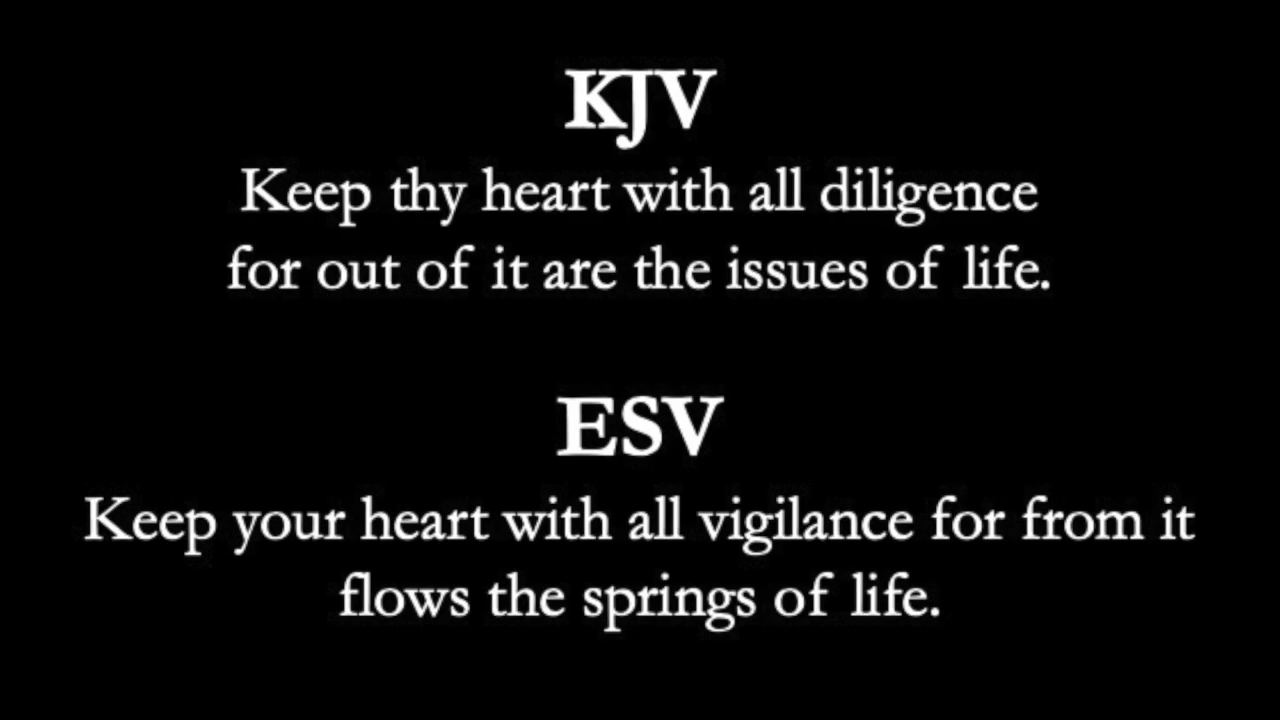 KJV
Keep thy heart with all diligence
for out of it are the issues of life.
ESV
Keep your heart with all vigilance for from it
flows the springs of life.